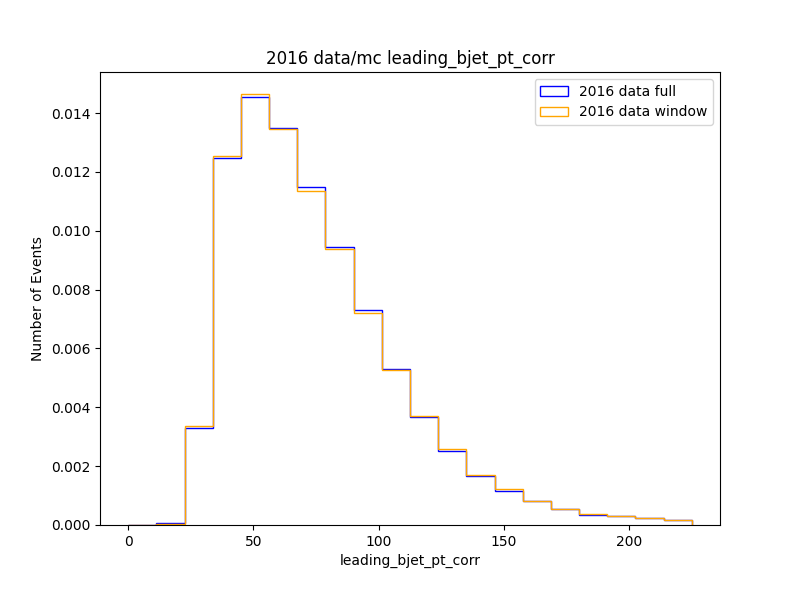 2016 data/mc leading_bjet_pt_corr
2016 data full
2016 data window
Number of Events
0.014
0.012
0.010
0.008
0.006
0.004
0.002
0.000
0 50 100 150 200
leading_bjet_pt_corr